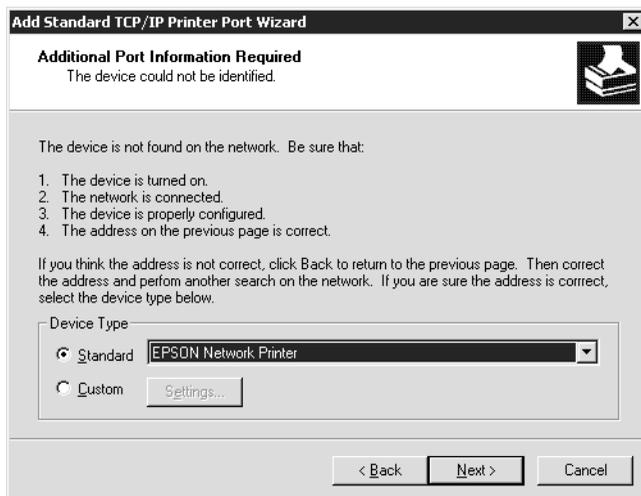 Add Standard TCP/IP Printer Port Wizard
Additional Port Information Required
The device could not be identified.
The device is not found on the network. Be sure that:
1. The device is turned on.
2. The network is connected.
3. The device is properly configured.
4. The address on the previous page is correct.
If you think the address is not correct, click Back to return to the previous page. Then correct
the address and perfom another search on the network. If you are sure the address is corrrect,
select the device type below.
Device Type
Standard EPSON Network Printer
Custom Settings...
< Back Next > Cancel